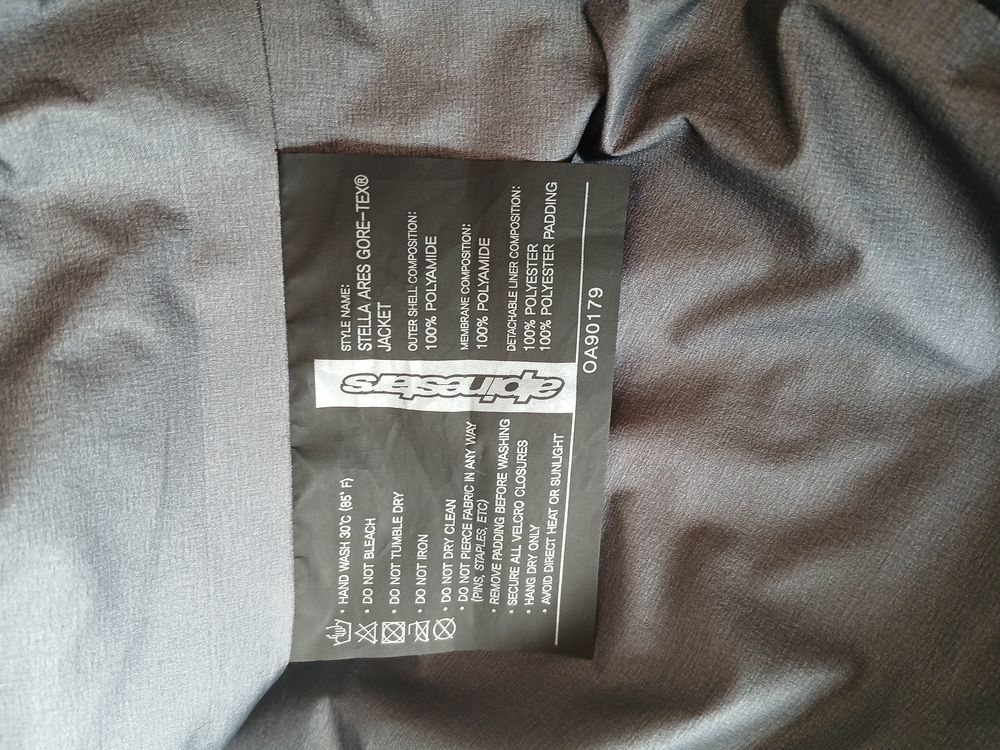 • HAND WASH 30°C (85° F)
• DO NOT BLEACH
• DO NOT TUMBLE DRY
• DO NOT IRON
• DO NOT DRY CLEAN
• DO NOT PIERCE FABRIC IN ANY WAY
(PINS, STAPLES, ETC)
• REMOVE PADDING BEFORE WASHING
• SECURE ALL VELCRO CLOSURES
• HANG DRY ONLY
• AVOID DIRECT HEAT OR SUNLIGHT
alpinestars
STYLE NAME:
STELLA ARES GORE-TEX®
JACKET
OUTER SHELL COMPOSITION:
100% POLYAMIDE
MEMBRANE COMPOSITION:
100% POLYAMIDE
DETACHABLE LINER COMPOSITION:
100% POLYESTER
100% POLYESTER PADDING
OA90179